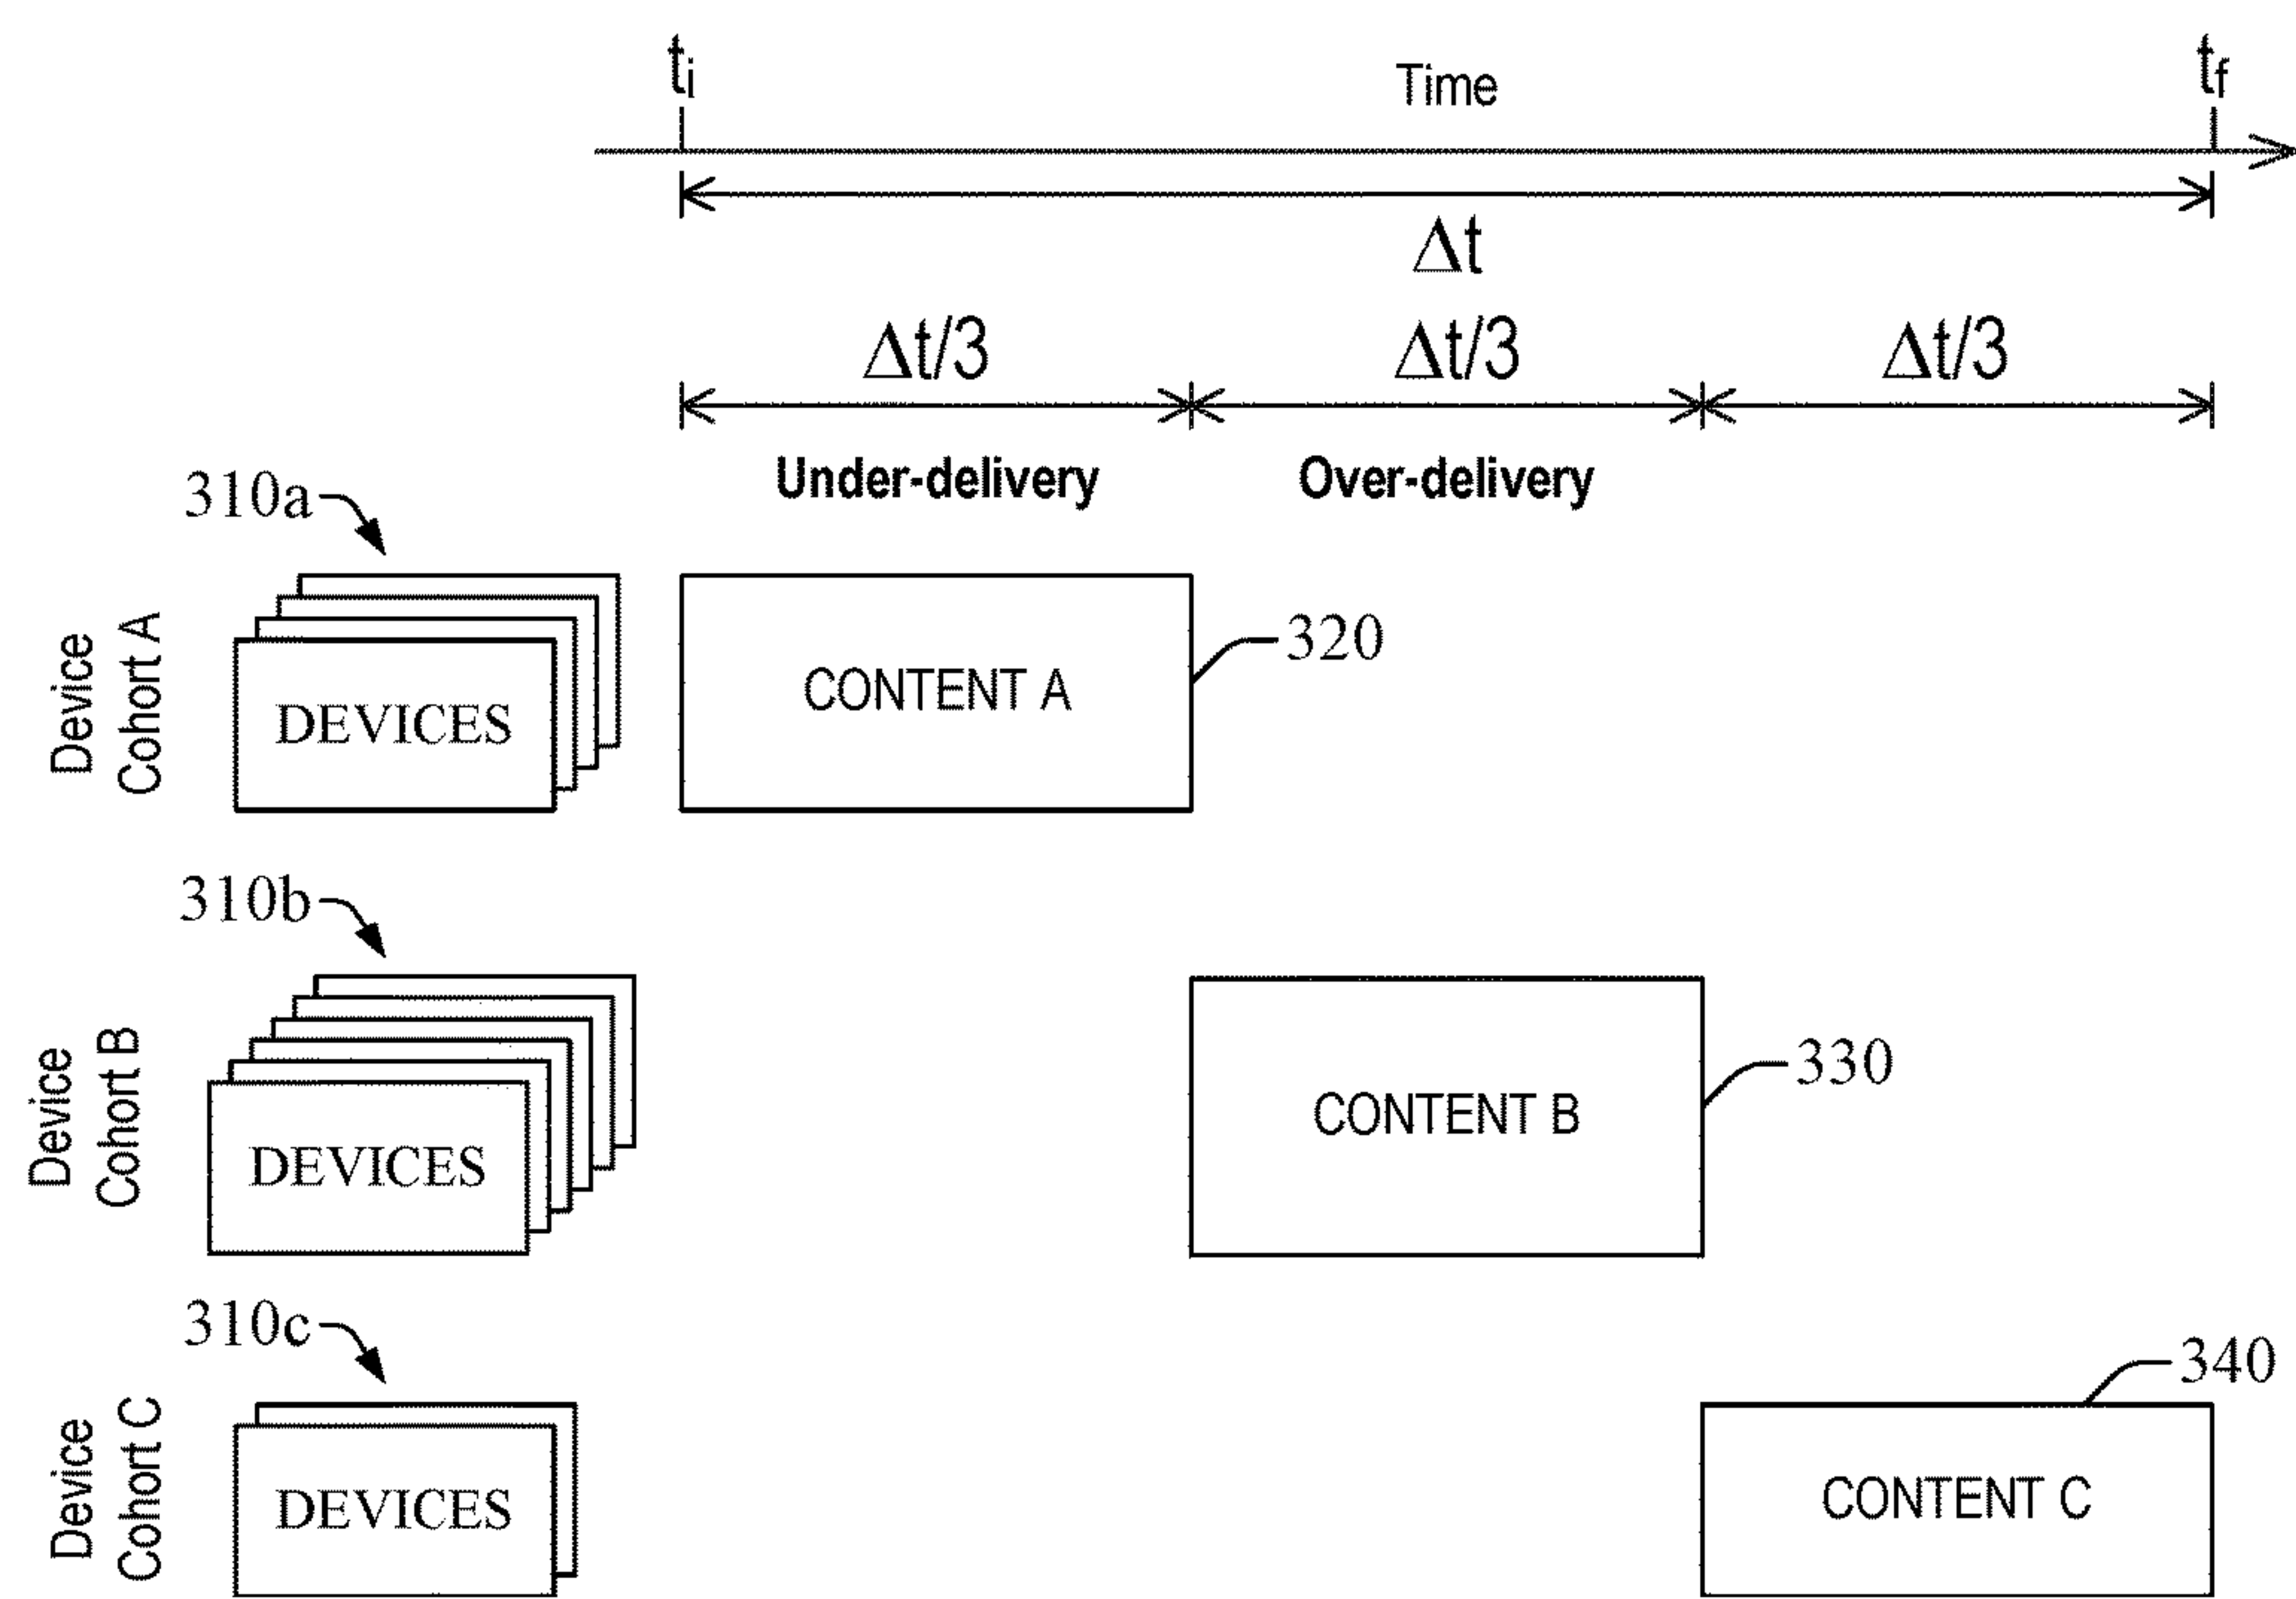 tᵢ
Time
t_f
Δt
Δt/3
Δt/3
Δt/3
Under-delivery
Over-delivery
310a
Device
Cohort A
DEVICES
CONTENT A
320
310b
Device
Cohort B
DEVICES
CONTENT B
330
310c
Device
Cohort C
DEVICES
CONTENT C
340